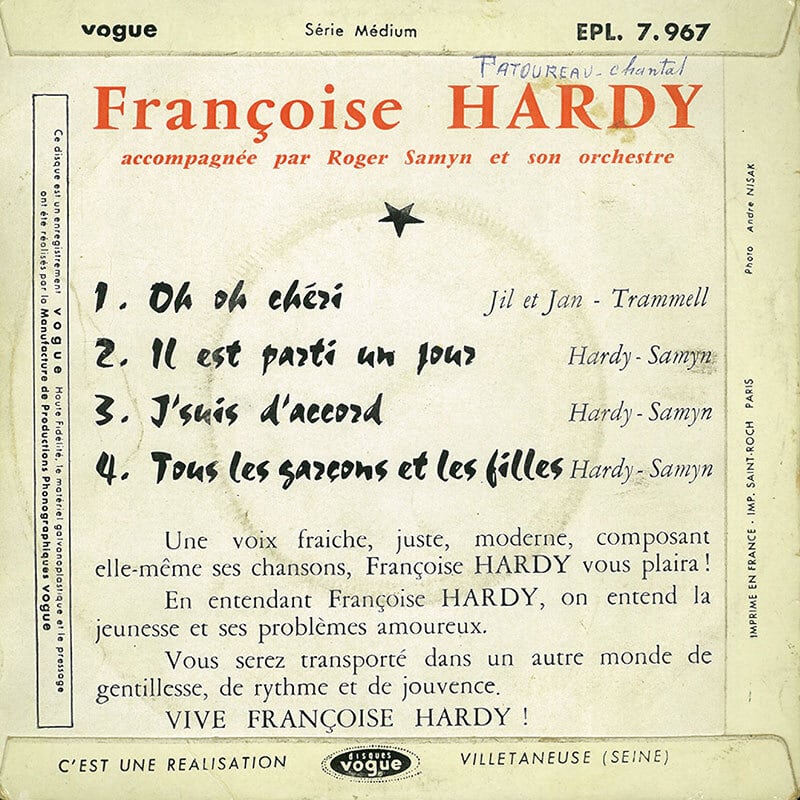 vogue
Série Médium
EPL. 7.967
PATOUREAU - chantal
Françoise HARDY
accompagnée par Roger Samyn et son orchestre
1. Oh oh chéri Jil et Jan - Trammell
2. Il est parti un jour Hardy - Samyn
3. J'suis d'accord Hardy - Samyn
4. Tous les garçons et les filles Hardy - Samyn
Une voix fraiche, juste, moderne, composant
elle-même ses chansons, Françoise HARDY vous plaira !
En entendant Françoise HARDY, on entend la
jeunesse et ses problèmes amoureux.
Vous serez transporté dans un autre monde de
gentillesse, de rythme et de jouvence.
VIVE FRANÇOISE HARDY !
Ce disque est un enregistrement vogue Haute Fidélité, le matériel galvanoplastique et le pressage
ont été réalisés par la Manufacture de Productions Phonographiques Vogue
Photo André NISAK
IMPRIME EN FRANCE - IMP. SAINT-ROCH PARIS
C'EST UNE REALISATION
disques
vogue
VILLETANEUSE (SEINE)